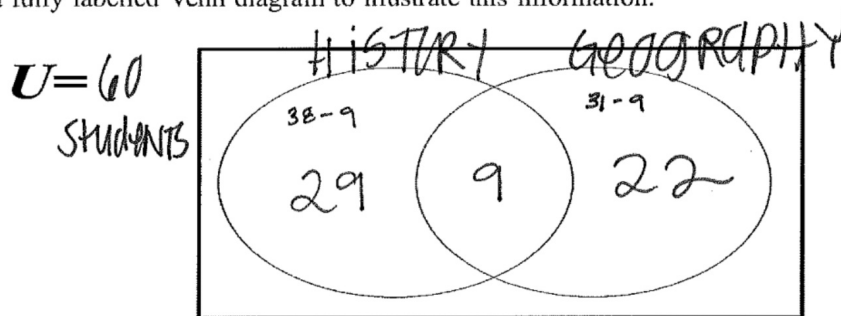 fully labelled Venn diagram to illustrate this information.
HISTORY GEOGRAPHY
U=60
students
38-9 31-9
29 9 22